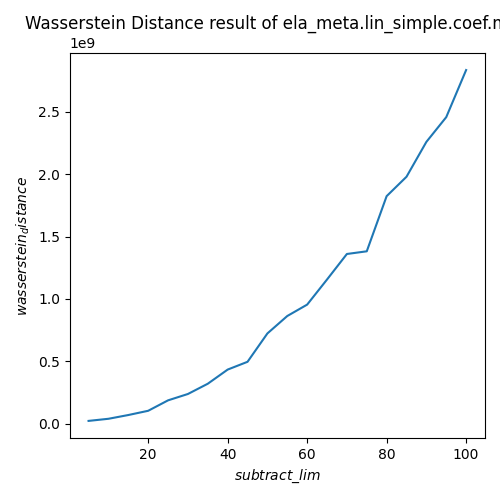 Wasserstein Distance result of ela_meta.lin_simple.coef.
1e9
2.5
2.0
1.5
1.0
0.5
0.0
wasserstein_distance
20 40 60 80 100
subtract_lim